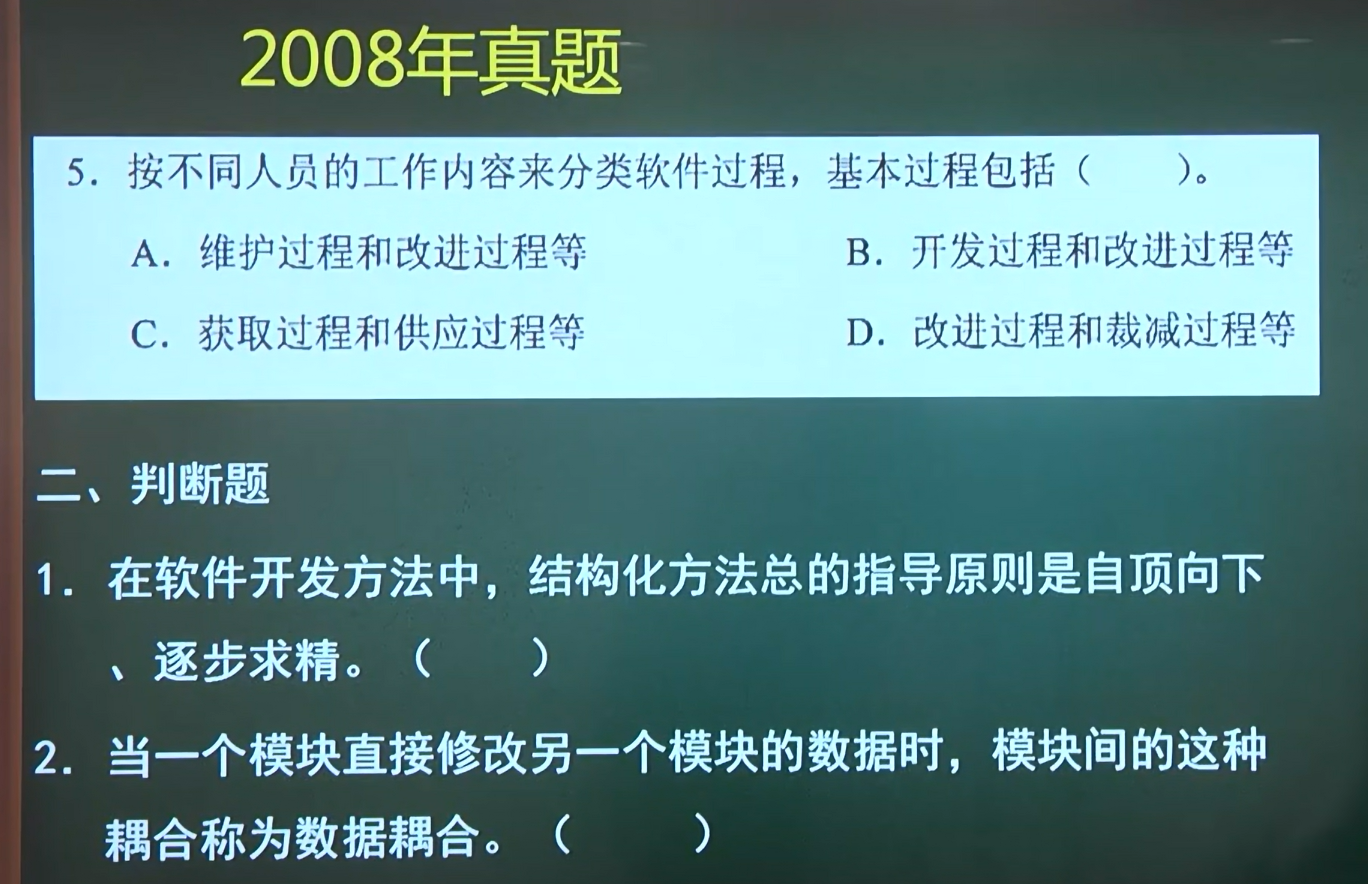 2008年真题
5．按不同人员的工作内容来分类软件过程，基本过程包括（　　）。
A．维护过程和改进过程等　　B．开发过程和改进过程等
C．获取过程和供应过程等　　D．改进过程和裁减过程等
二、判断题
1．在软件开发方法中，结构化方法总的指导原则是自顶向下
、逐步求精。（　　）
2．当一个模块直接修改另一个模块的数据时，模块间的这种
耦合称为数据耦合。（　　）